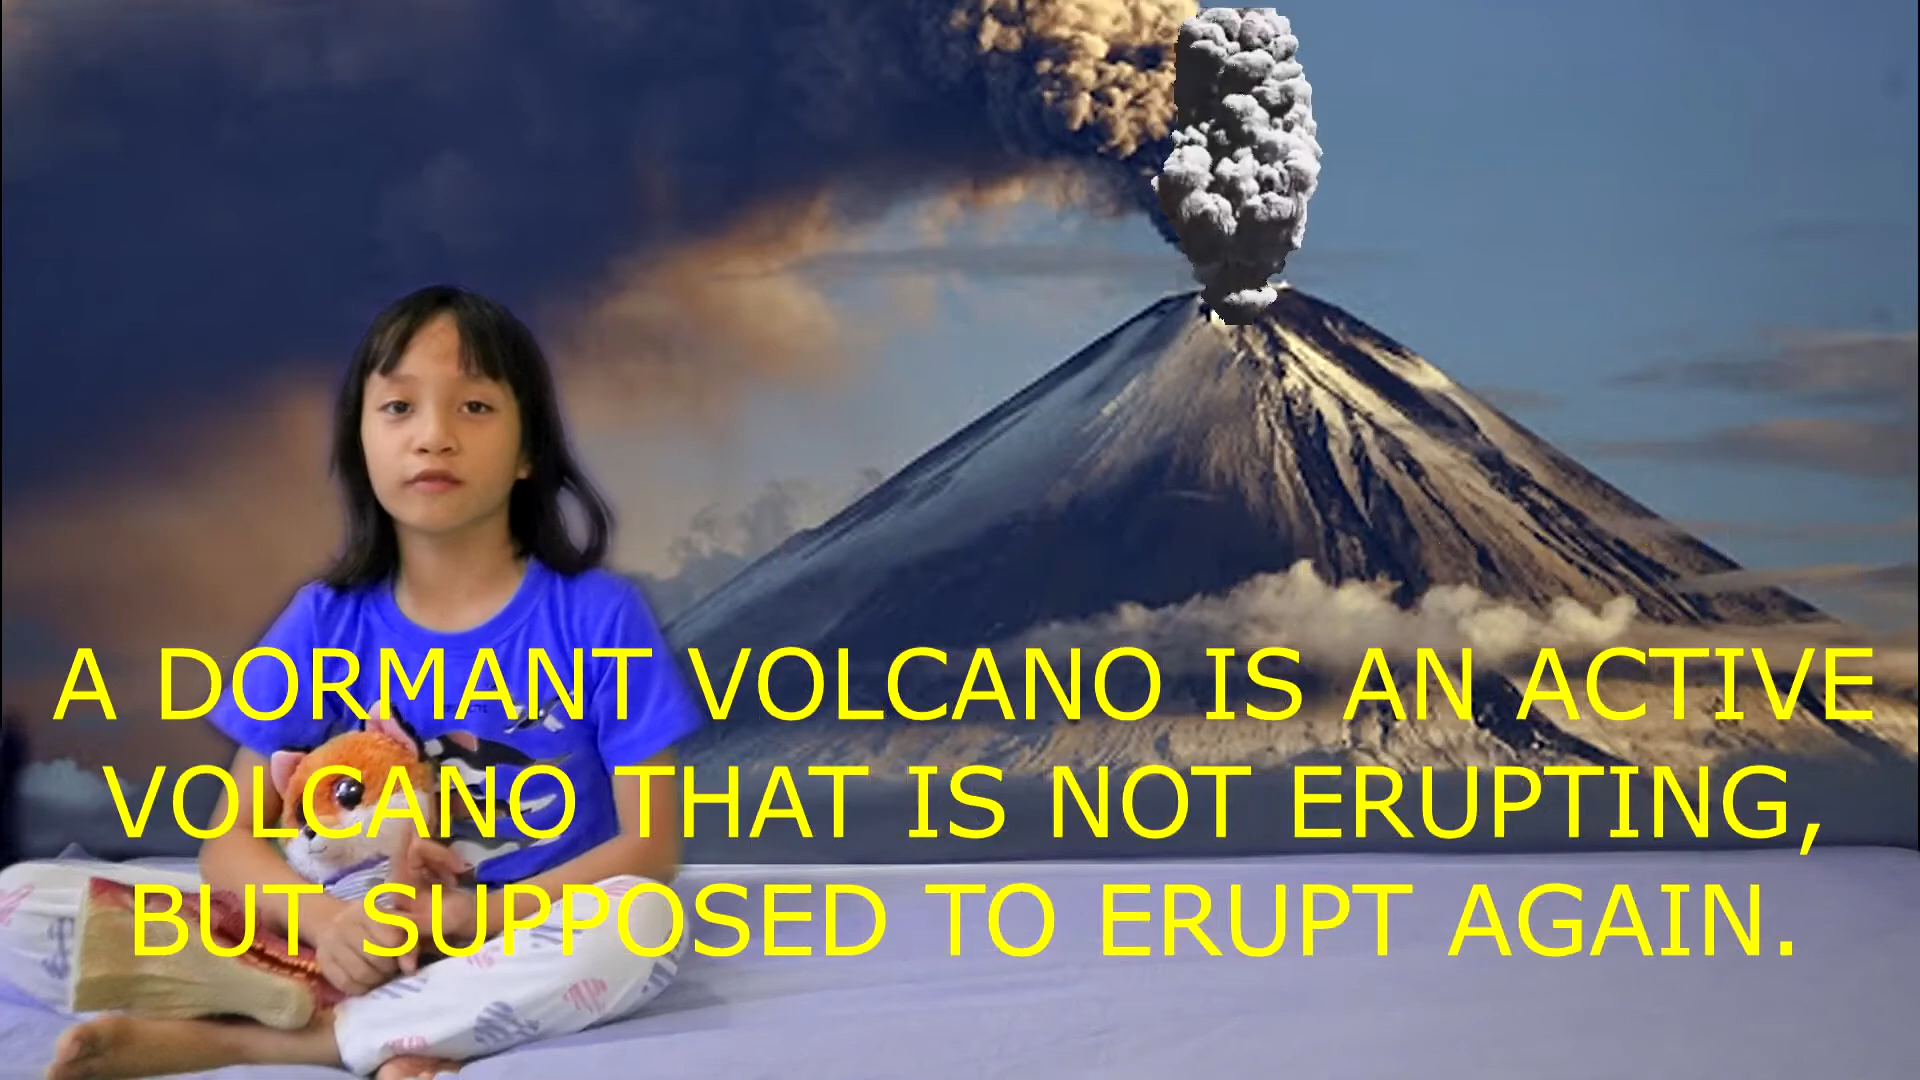 A DORMANT VOLCANO IS AN ACTIVE
VOLCANO THAT IS NOT ERUPTING,
BUT SUPPOSED TO ERUPT AGAIN.